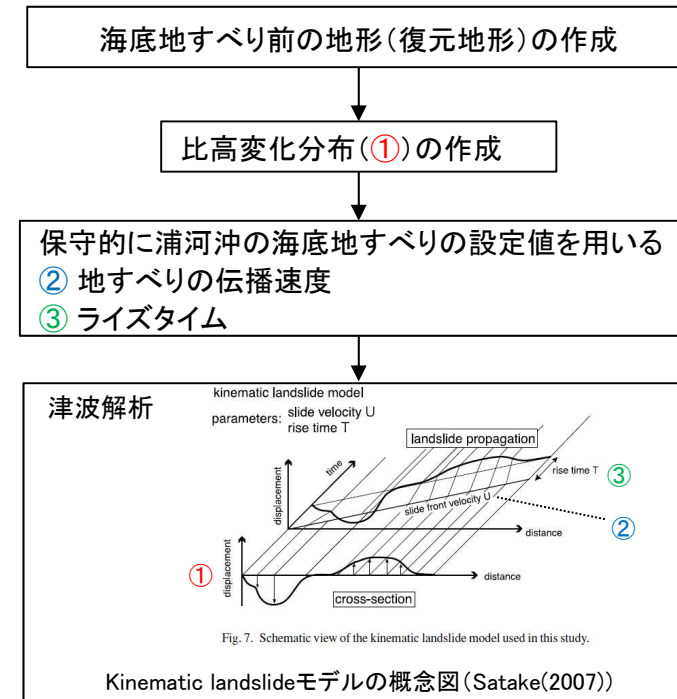 海底地すべり前の地形（復元地形）の作成
比高変化分布（①）の作成
保守的に浦河沖の海底地すべりの設定値を用いる
② 地すべりの伝播速度
③ ライズタイム
津波解析
kinematic landslide model
parameters: slide velocity U
rise time T
landslide propagation
time
displacement
rise time T
③
slide front velocity U
distance
②
displacement
①
distance
cross-section
Fig. 7. Schematic view of the kinematic landslide model used in this study.
Kinematic landslideモデルの概念図（Satake(2007)）